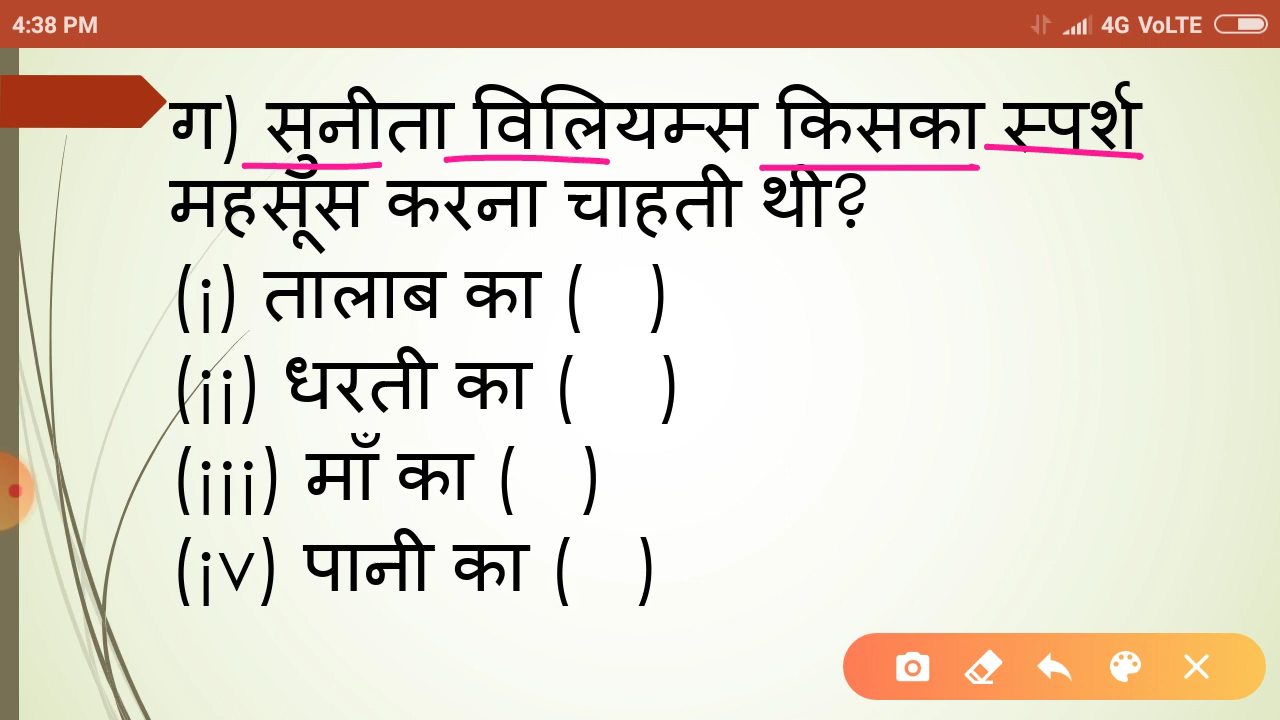 4:38 PM 4G VoLTE
ग) सुनीता विलियम्स किसका स्पर्श
महसूस करना चाहती थी?
(i) तालाब का ( )
(ii) धरती का ( )
(iii) माँ का ( )
(iv) पानी का ( )